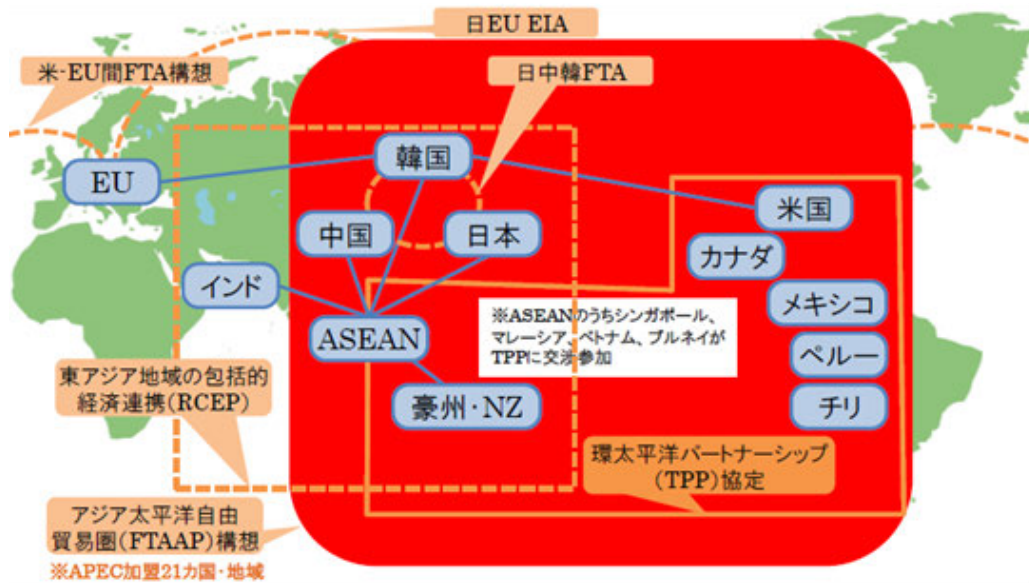 日EU EIA
米-EU間FTA構想
日中韓FTA
韓国
EU
米国
中国
日本
カナダ
インド
メキシコ
※ASEANのうちシンガポール、
マレーシア、ベトナム、ブルネイが
TPPに交渉参加
ASEAN
ペルー
東アジア地域の包括的
経済連携(RCEP)
豪州・NZ
チリ
環太平洋パートナーシップ
(TPP)協定
アジア太平洋自由
貿易圏(FTAAP)構想
※APEC加盟21カ国・地域